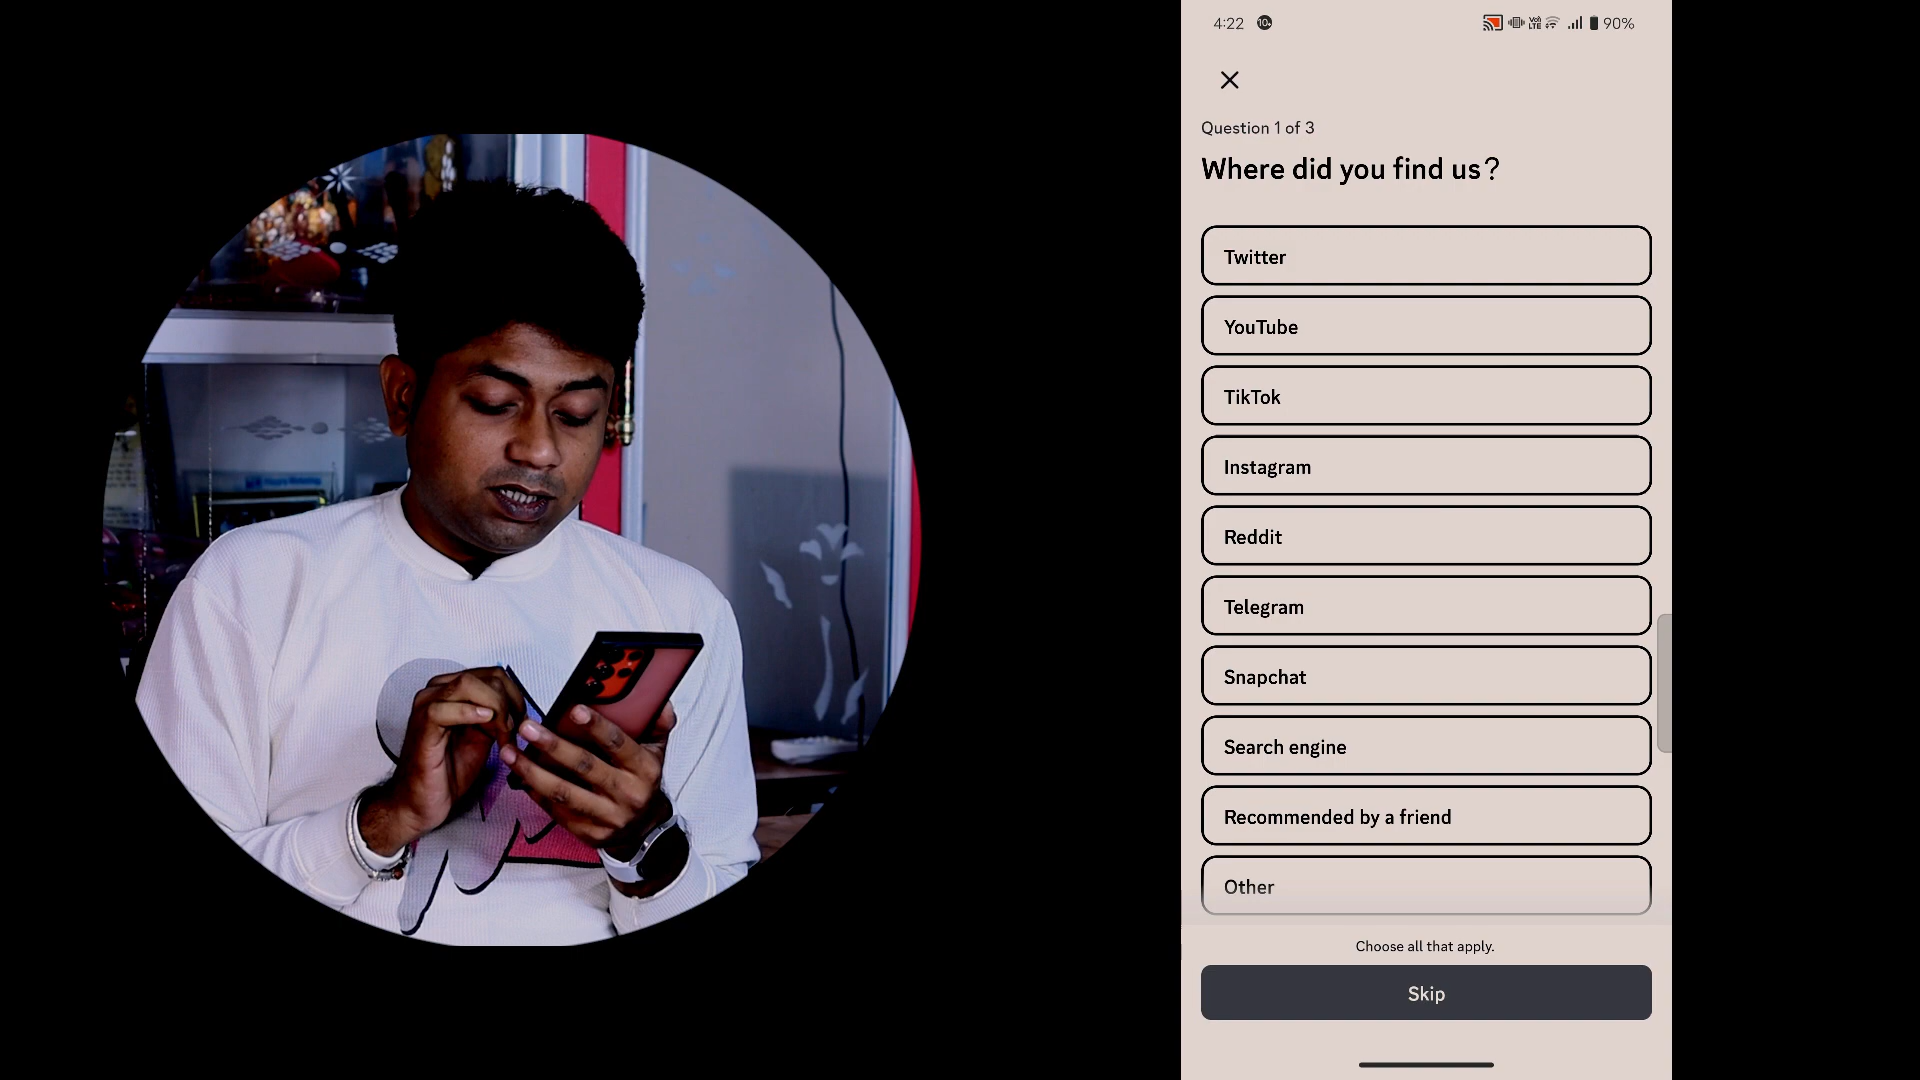 4:22
90%
Question 1 of 3
Where did you find us?
Twitter
YouTube
TikTok
Instagram
Reddit
Telegram
Snapchat
Search engine
Recommended by a friend
Other
Choose all that apply.
Skip